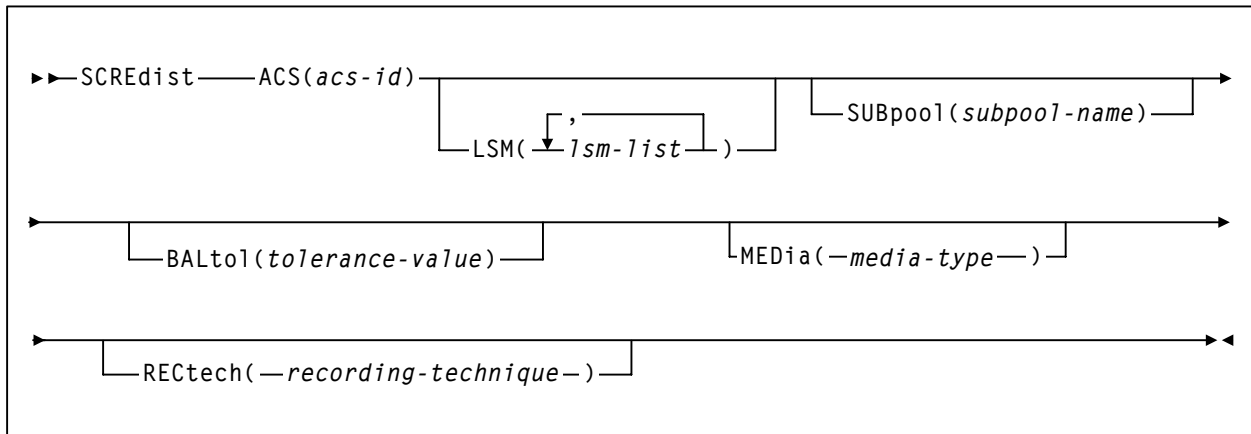 SCREdist ACS(acs-id)
,
LSM( lsm-list )
SUBpool(subpool-name)
BALtol(tolerance-value)
MEDia( media-type )
RECtech( recording-technique )